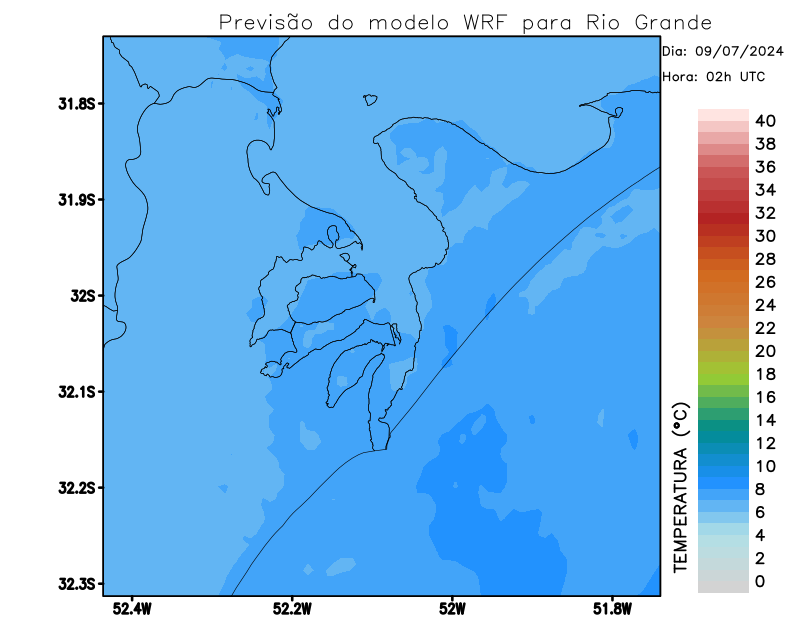 Previsão do modelo WRF para Rio Grande
Dia: 09/07/2024
Hora: 02h UTC
31.8S
31.9S
32S
32.1S
32.2S
32.3S
52.4W
52.2W
52W
51.8W
TEMPERATURA (°C)
40
38
36
34
32
30
28
26
24
22
20
18
16
14
12
10
8
6
4
2
0